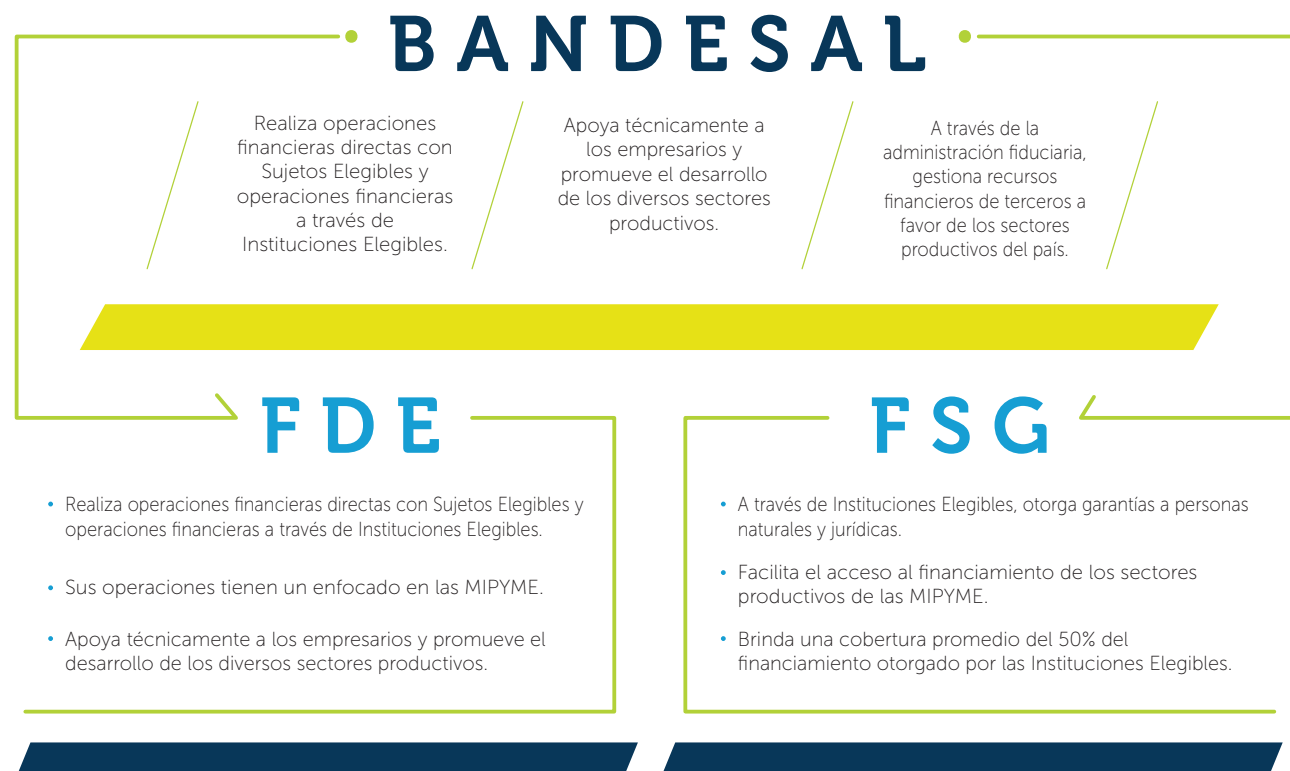 BANDESAL
Realiza operaciones
financieras directas con
Sujetos Elegibles y
operaciones financieras
a través de
Instituciones Elegibles.
Apoya técnicamente a
los empresarios y
promueve el desarrollo
de los diversos sectores
productivos.
A través de la
administración fiduciaria,
gestiona recursos
financieros de terceros a
favor de los sectores
productivos del país.
FDE
• Realiza operaciones financieras directas con Sujetos Elegibles y
operaciones financieras a través de Instituciones Elegibles.
• Sus operaciones tienen un enfocado en las MIPYME.
• Apoya técnicamente a los empresarios y promueve el
desarrollo de los diversos sectores productivos.
FSG
• A través de Instituciones Elegibles, otorga garantías a personas
naturales y jurídicas.
• Facilita el acceso al financiamiento de los sectores
productivos de las MIPYME.
• Brinda una cobertura promedio del 50% del
financiamiento otorgado por las Instituciones Elegibles.